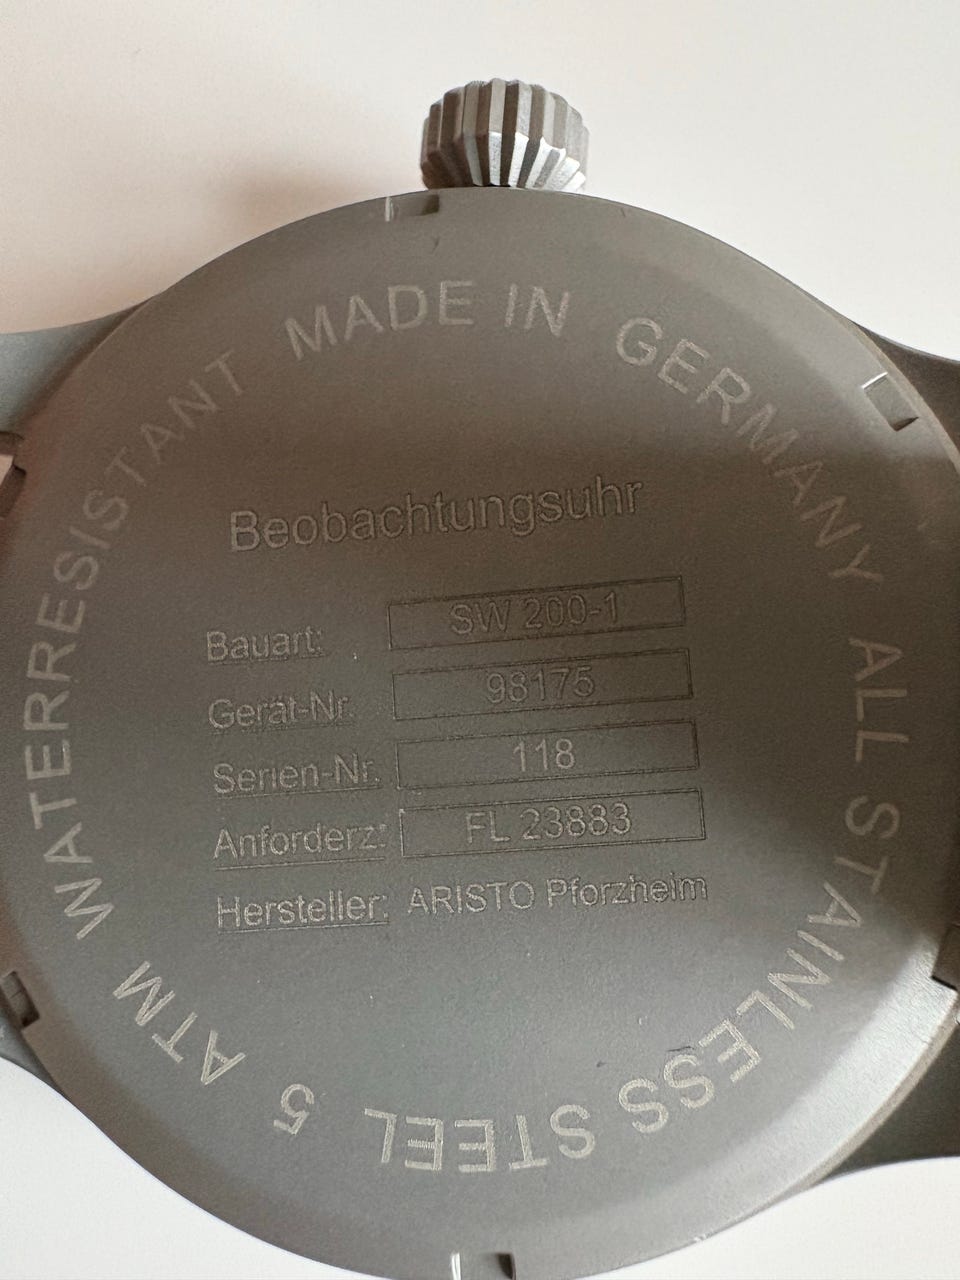 MADE IN GERMANY ALL STAINLESS STEEL 5 ATM WATERRESISTANT
Beobachtungsuhr
Bauart: SW 200-1
Gerät-Nr. 98175
Serien-Nr. 118
Anforderz: FL 23883
Hersteller: ARISTO Pforzheim